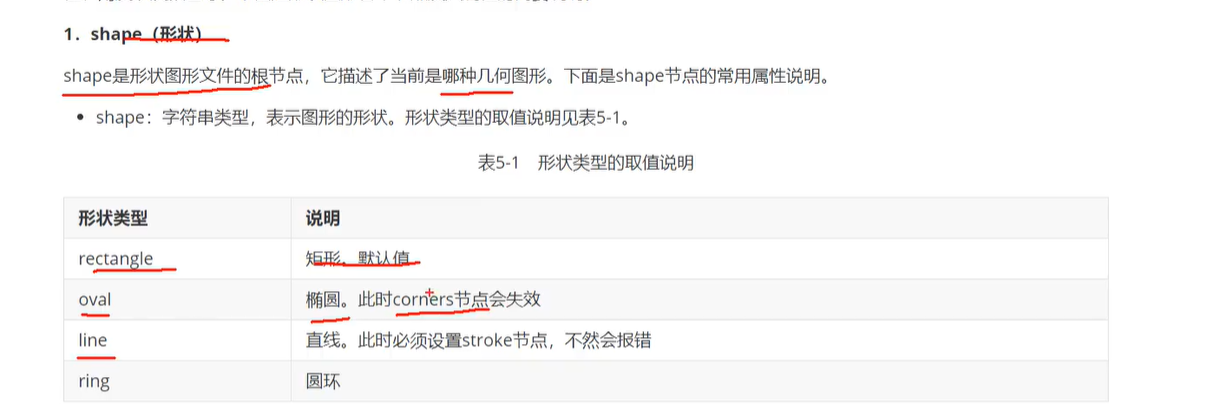 1. shape（形状）
shape是形状图形文件的根节点，它描述了当前是哪种几何图形。下面是shape节点的常用属性说明。
• shape：字符串类型，表示图形的形状。形状类型的取值说明见表5-1。
表5-1 形状类型的取值说明
形状类型 说明
rectangle 矩形。默认值
oval 椭圆。此时corners节点会失效
line 直线。此时必须设置stroke节点，不然会报错
ring 圆环